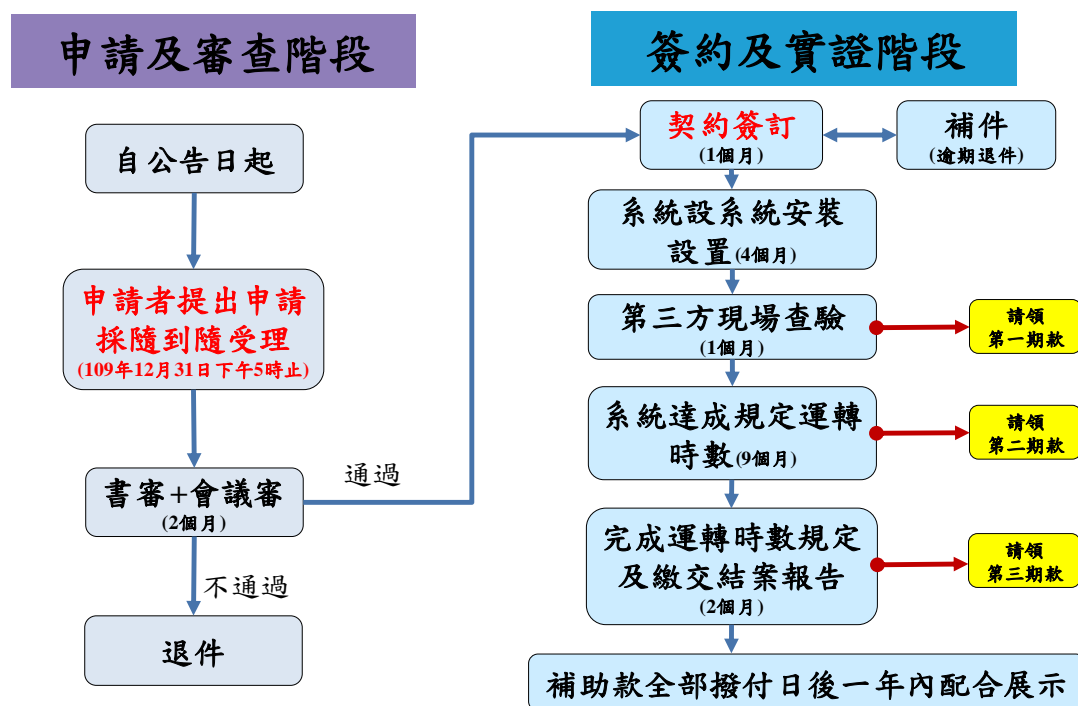 申請及審查階段
自公告日起
申請者提出申請
採隨到隨受理
(109年12月31日下午5時止)
書審+會議審
(2個月)
通過
不通過
退件
簽約及實證階段
契約簽訂
(1個月)
補件
(逾期退件)
系統設系統安裝
設置(4個月)
第三方現場查驗
(1個月)
請領
第一期款
系統達成規定運轉
時數(9個月)
請領
第二期款
完成運轉時數規定
及繳交結案報告
(2個月)
請領
第三期款
補助款全部撥付日後一年內配合展示